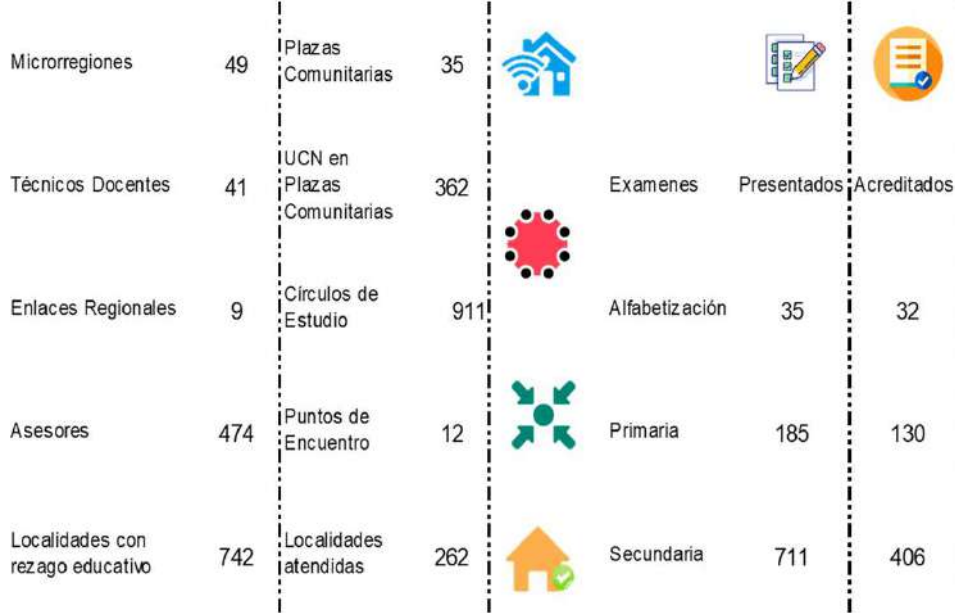 Microrregiones 49 Plazas Comunitarias 35
Técnicos Docentes 41 UCN en Plazas Comunitarias 362 Examenes Presentados Acreditados
Enlaces Regionales 9 Círculos de Estudio 911 Alfabetización 35 32
Asesores 474 Puntos de Encuentro 12 Primaria 185 130
Localidades con rezago educativo 742 Localidades atendidas 262 Secundaria 711 406